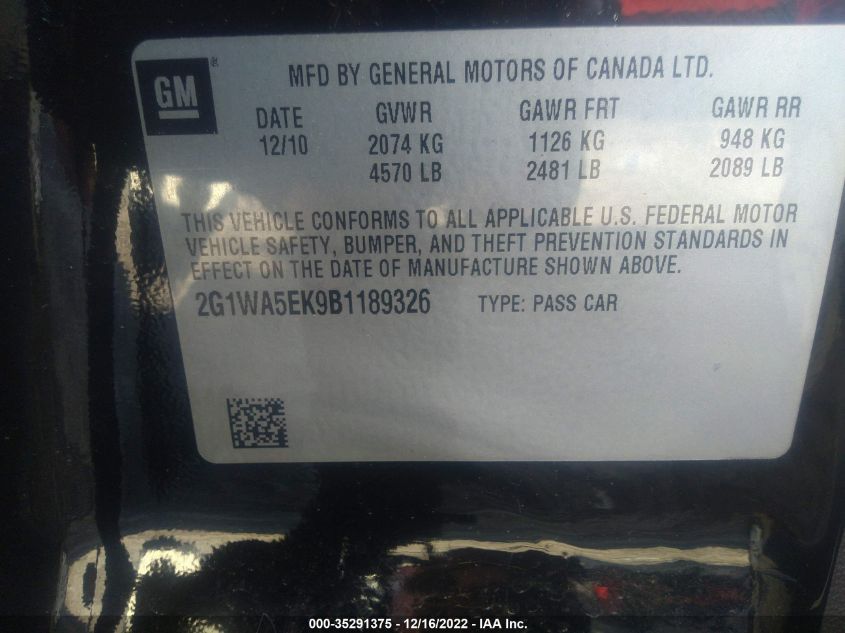 GM®
MFD BY GENERAL MOTORS OF CANADA LTD.
DATE GVWR GAWR FRT GAWR RR
12/10 2074 KG 1126 KG 948 KG
4570 LB 2481 LB 2089 LB
THIS VEHICLE CONFORMS TO ALL APPLICABLE U.S. FEDERAL MOTOR
VEHICLE SAFETY, BUMPER, AND THEFT PREVENTION STANDARDS IN
EFFECT ON THE DATE OF MANUFACTURE SHOWN ABOVE.
2G1WA5EK9B1189326 TYPE: PASS CAR
000-35291375 - 12/16/2022 - IAA Inc.